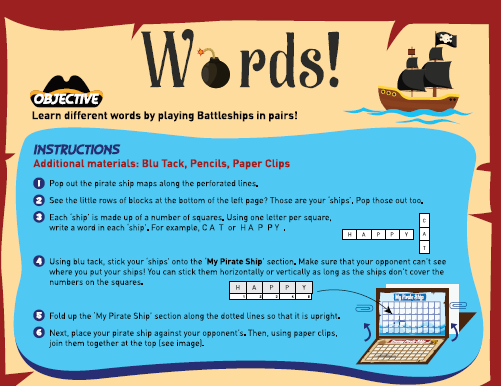 Words!
OBJECTIVE
Learn different words by playing Battleships in pairs!
INSTRUCTIONS
Additional materials: Blu Tack, Pencils, Paper Clips
1 Pop out the pirate ship maps along the perforated lines.
2 See the little rows of blocks at the bottom of the left page? Those are your 'ships'. Pop those out too.
3 Each 'ship' is made up of a number of squares. Using one letter per square,
write a word in each 'ship'. For example, C A T or H A P P Y .
C
A
T
H A P P Y
4 Using blu tack, stick your 'ships' onto the 'My Pirate Ship' section. Make sure that your opponent can't see
where you put your ships! You can stick them horizontally or vertically as long as the ships don't cover the
numbers on the squares.
H A P P Y
My Pirate Ship
5 Fold up the 'My Pirate Ship' section along the dotted lines so that it is upright.
6 Next, place your pirate ship against your opponent's. Then, using paper clips,
join them together at the top (see image).